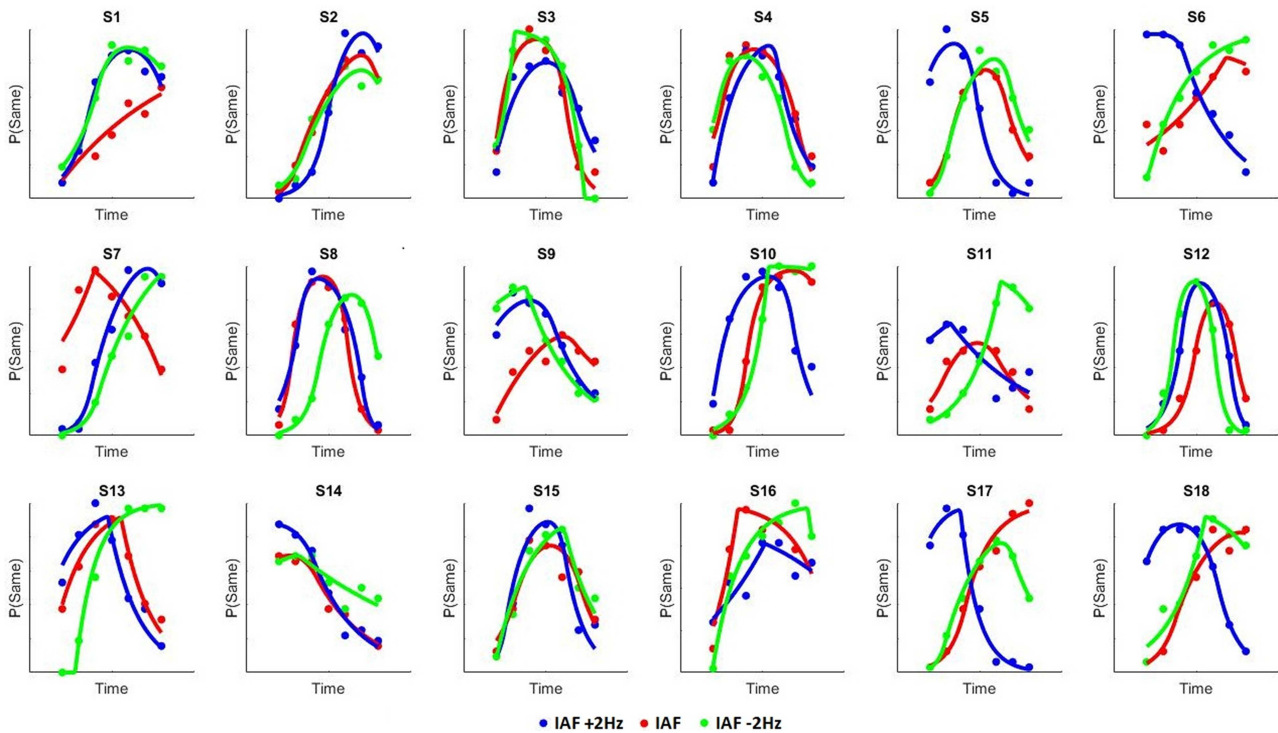 S1 S2 S3 S4 S5 S6
P(Same) P(Same) P(Same) P(Same) P(Same) P(Same)
Time Time Time Time Time Time
S7 S8 S9 S10 S11 S12
P(Same) P(Same) P(Same) P(Same) P(Same) P(Same)
Time Time Time Time Time Time
S13 S14 S15 S16 S17 S18
P(Same) P(Same) P(Same) P(Same) P(Same) P(Same)
Time Time Time Time Time Time
IAF +2Hz IAF IAF -2Hz